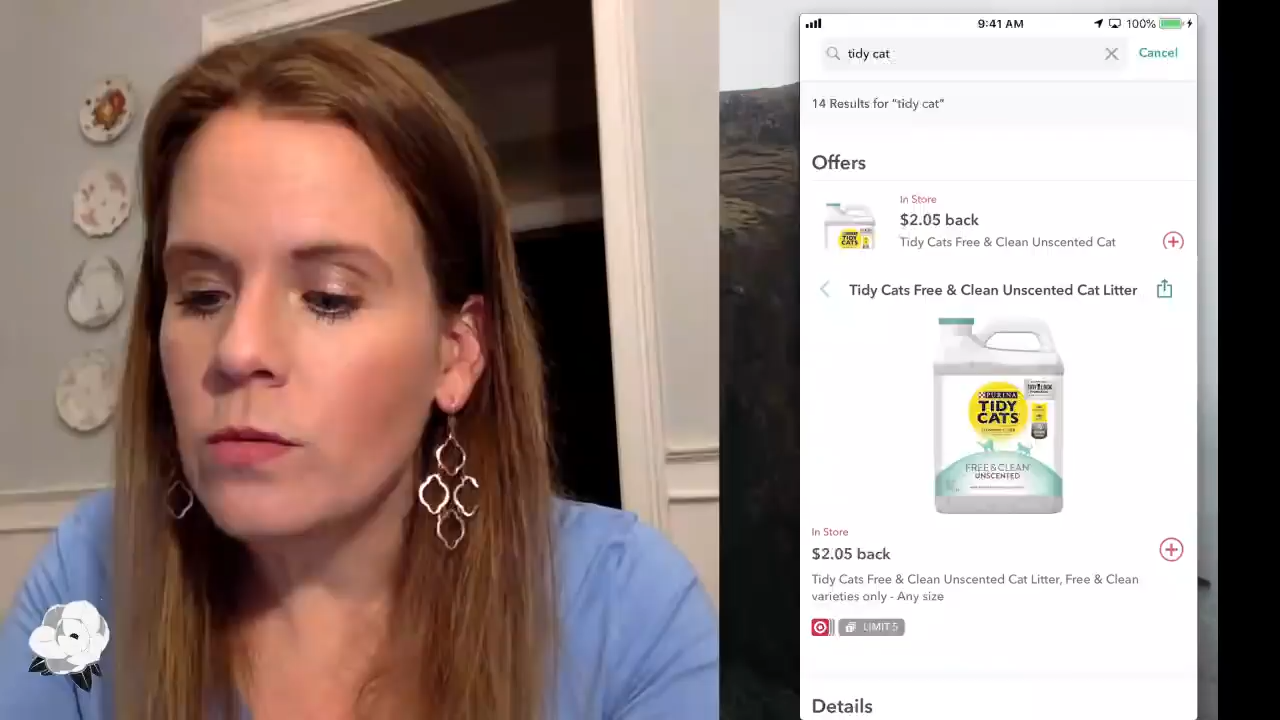 9:41 AM
100%
tidy cat
Cancel
14 Results for “tidy cat”
Offers
In Store
$2.05 back
Tidy Cats Free & Clean Unscented Cat
Tidy Cats Free & Clean Unscented Cat Litter
PURINA
TIDY
CATS
FREE & CLEAN
UNSCENTED
In Store
$2.05 back
Tidy Cats Free & Clean Unscented Cat Litter, Free & Clean
varieties only - Any size
LIMIT 5
Details